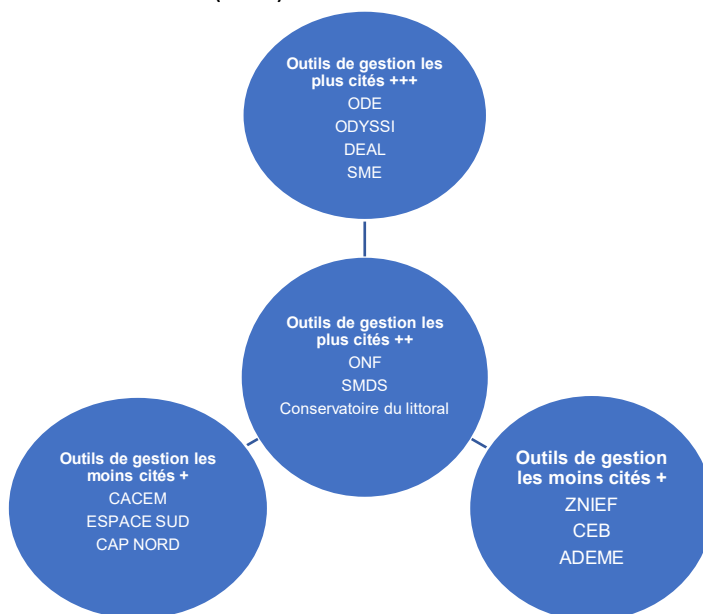 Outils de gestion les
plus cités +++
ODE
ODYSSI
DEAL
SME
Outils de gestion les
plus cités ++
ONF
SMDS
Conservatoire du littoral
Outils de gestion les
moins cités +
CACEM
ESPACE SUD
CAP NORD
Outils de gestion
les moins cités +
ZNIEF
CEB
ADEME